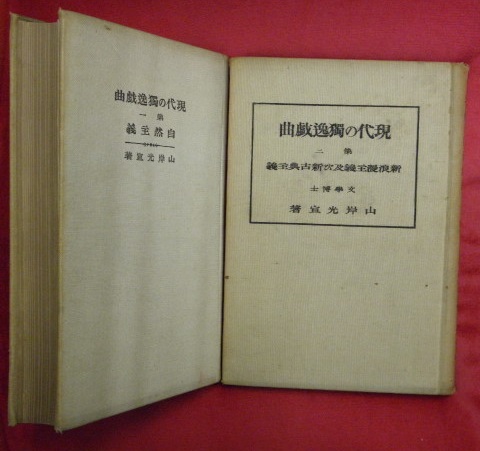 現代の獨逸戯曲
第一
自然主義
山岸光宣著
現代の獨逸戯曲
第二
新浪漫主義及び新古典主義
文學博士
山岸光宣著